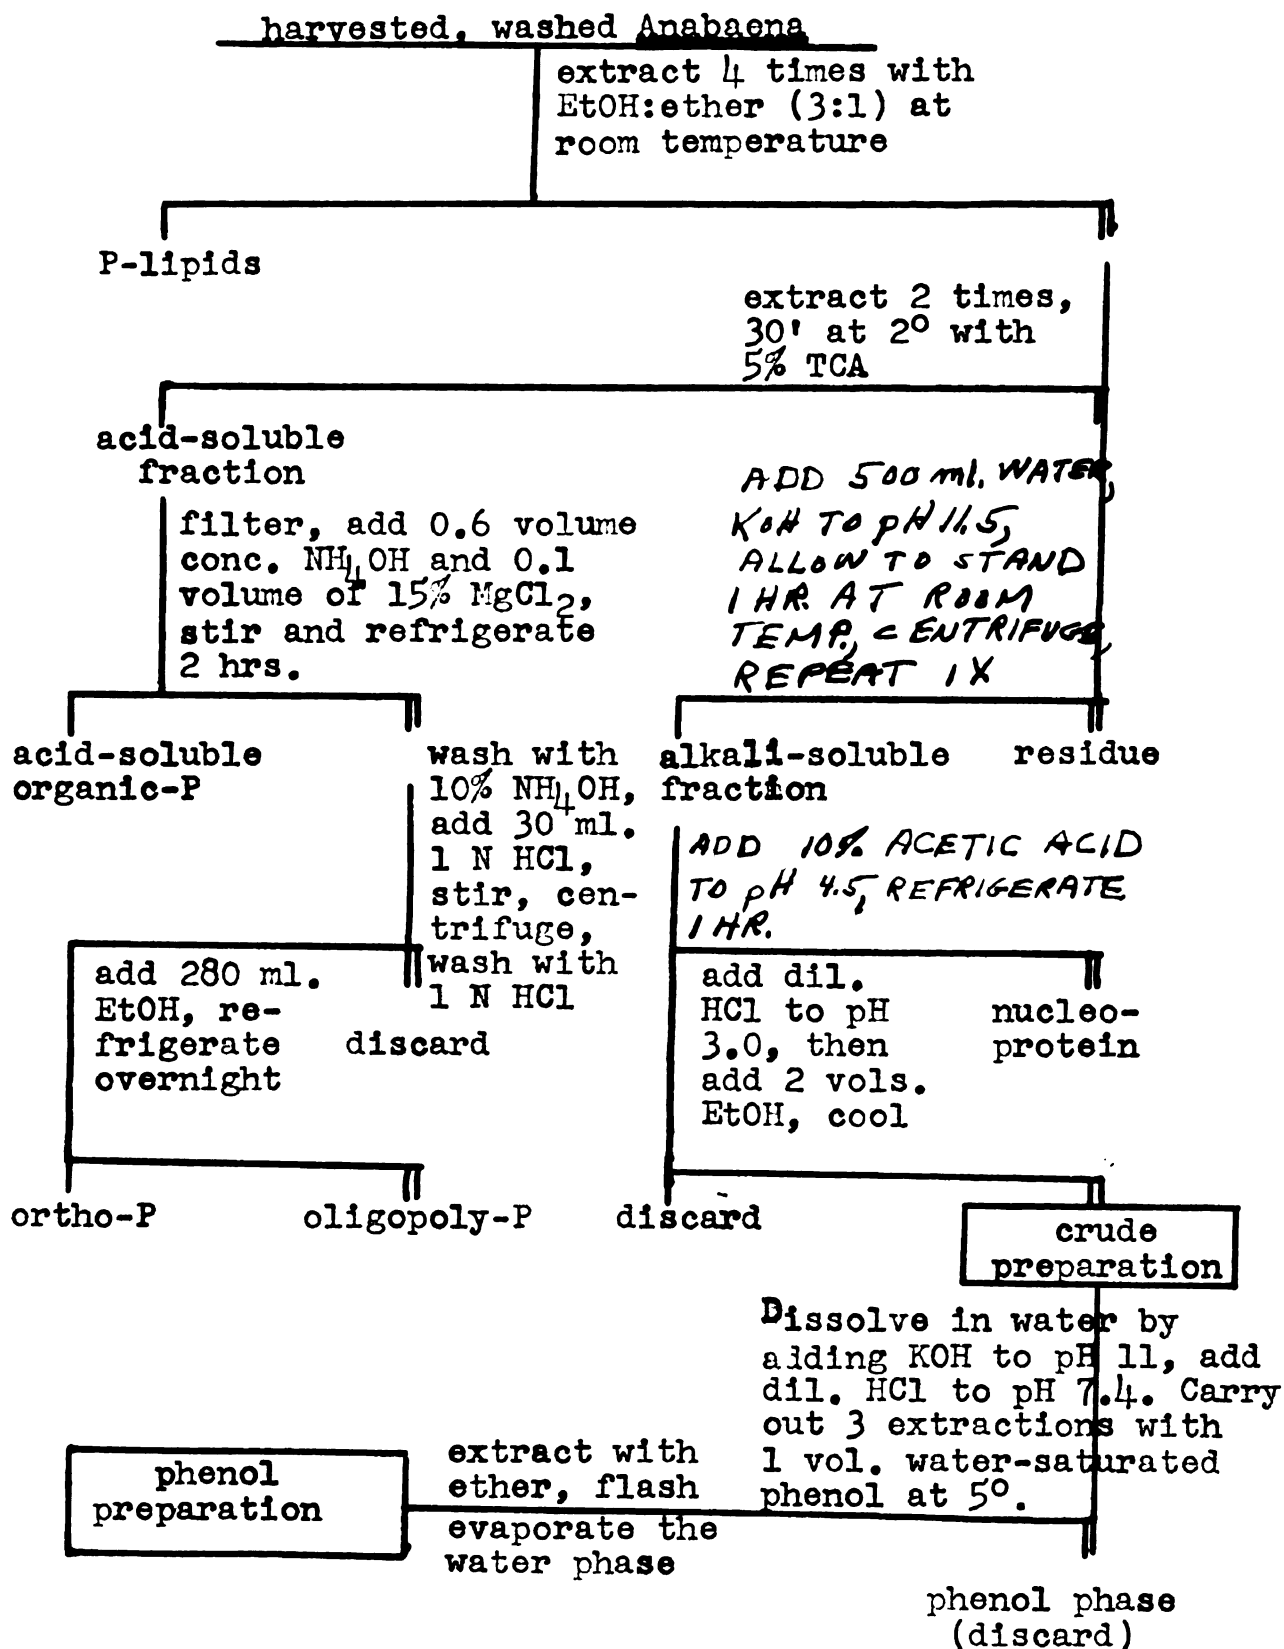 harvested, washed Anabaena
extract 4 times with
EtOH:ether (3:1) at
room temperature
P-lipids
extract 2 times,
30' at 2° with
5% TCA
acid-soluble
fraction
filter, add 0.6 volume
conc. NH4OH and 0.1
volume of 15% MgCl2,
stir and refrigerate
2 hrs.
ADD 500 ml. WATER,
KOH TO pH 11.5,
ALLOW TO STAND
1 HR. AT ROOM
TEMP., CENTRIFUGE,
REPEAT 1X
acid-soluble
organic-P
wash with
10% NH4OH,
add 30 ml.
1 N HCl,
stir, cen-
trifuge,
wash with
1 N HCl
alkali-soluble
fraction
residue
ADD 10% ACETIC ACID
TO pH 4.5, REFRIGERATE
1 HR.
add 280 ml.
EtOH, re-
frigerate
overnight
discard
add dil.
HCl to pH
3.0, then
add 2 vols.
EtOH, cool
nucleo-
protein
ortho-P
oligopoly-P
discard
crude
preparation
Dissolve in water by
adding KOH to pH 11, add
dil. HCl to pH 7.4. Carry
out 3 extractions with
1 vol. water-saturated
phenol at 5°.
phenol
preparation
extract with
ether, flash
evaporate the
water phase
phenol phase
(discard)